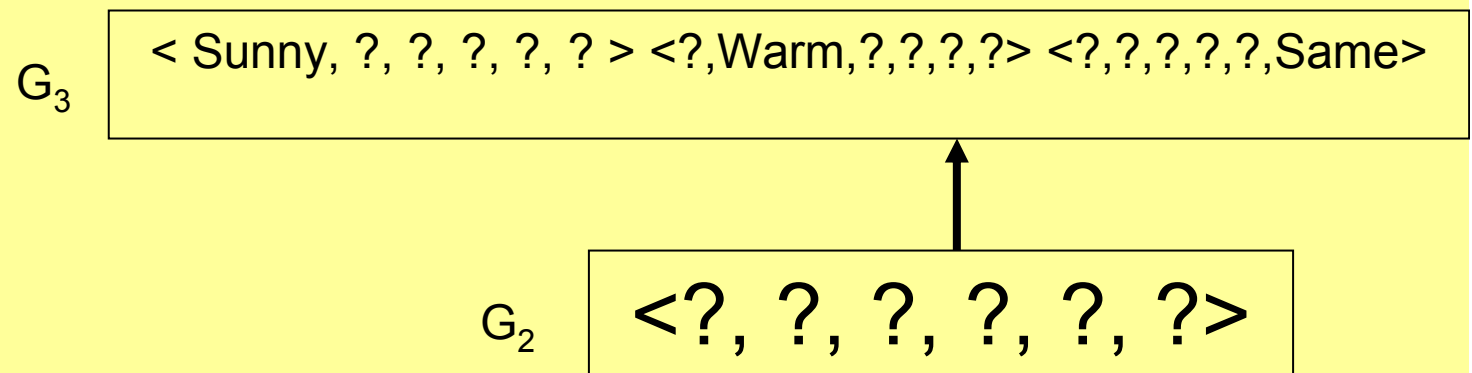 < Sunny, ?, ?, ?, ?, ? > <?,Warm,?,?,?,?> <?,?,?,?,?,Same>
G₃
<?, ?, ?, ?, ?, ?>
G₂